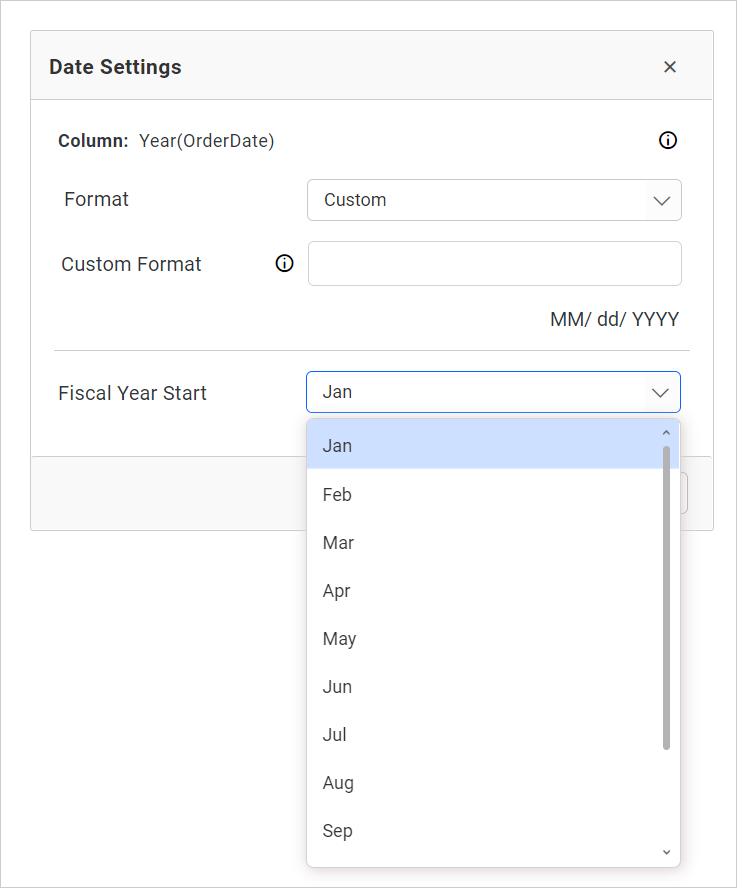 Date Settings
Column: Year(OrderDate)
Format Custom
Custom Format
MM/ dd/ YYYY
Fiscal Year Start Jan
Jan
Feb
Mar
Apr
May
Jun
Jul
Aug
Sep